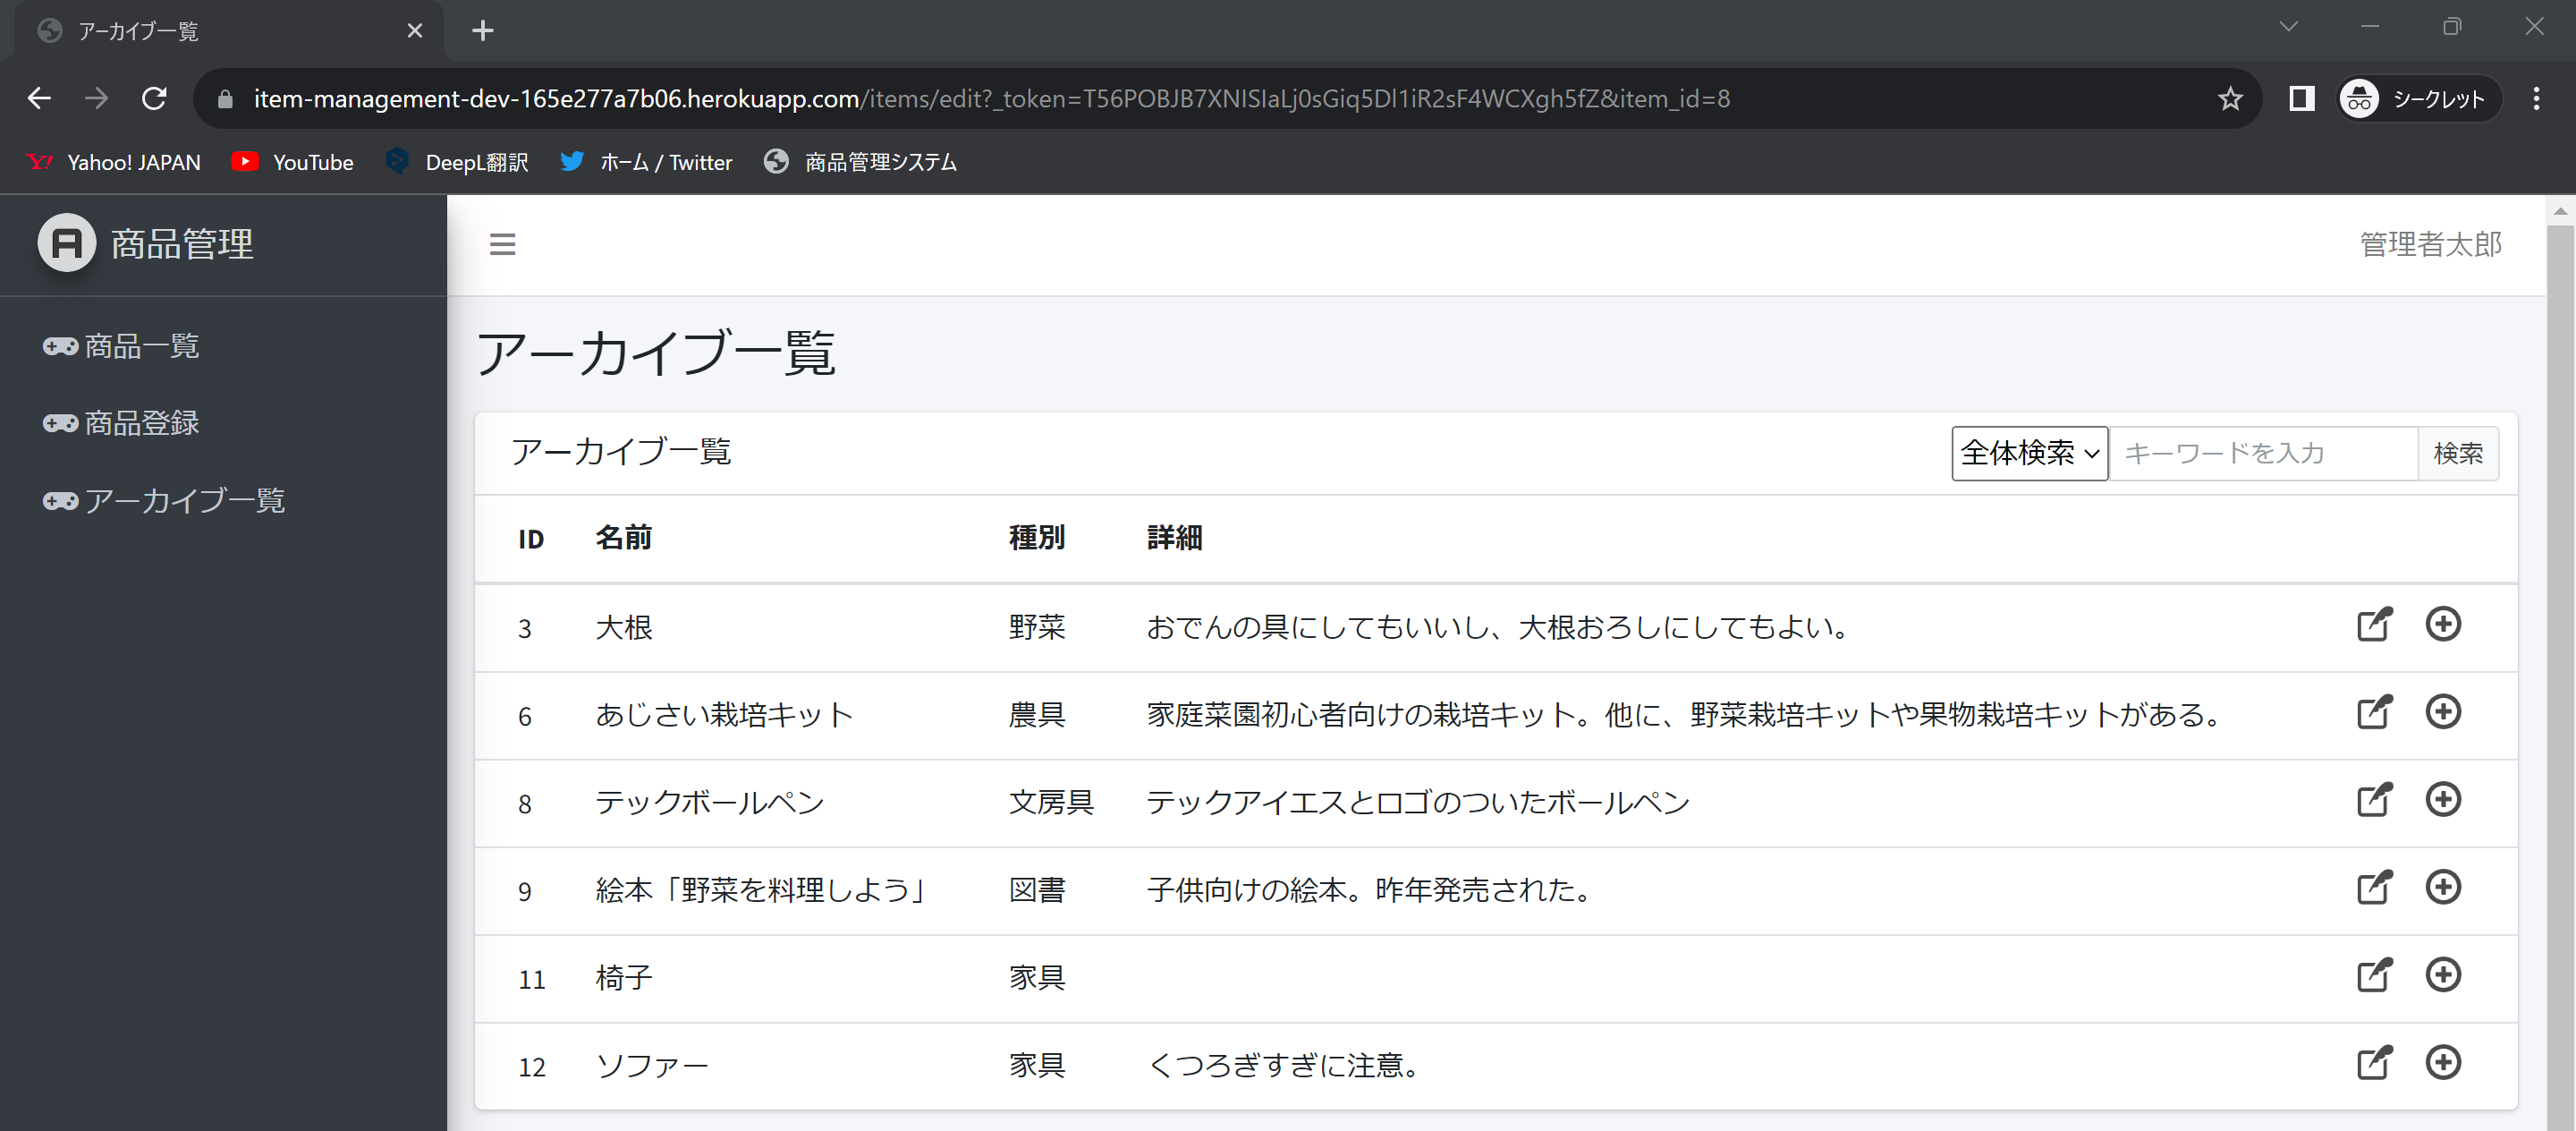 アーカイブ一覧
item-management-dev-165e277a7b06.herokuapp.com/items/edit?_token=T56POBJB7XNISIaLj0sGiq5Dl1iR2sF4WCXgh5fZ&item_id=8
シークレット
Yahoo! JAPAN YouTube DeepL翻訳 ホーム / Twitter 商品管理システム
商品管理
管理者太郎
商品一覧
商品登録
アーカイブ一覧
アーカイブ一覧
アーカイブ一覧 全体検索 キーワードを入力 検索
ID 名前 種別 詳細
3 大根 野菜 おでんの具にしてもいいし、大根おろしにしてもよい。
6 あじさい栽培キット 農具 家庭菜園初心者向けの栽培キット。他に、野菜栽培キットや果物栽培キットがある。
8 テックボールペン 文房具 テックアイエスとロゴのついたボールペン
9 絵本「野菜を料理しよう」 図書 子供向けの絵本。昨年発売された。
11 椅子 家具
12 ソファー 家具 くつろぎすぎに注意。